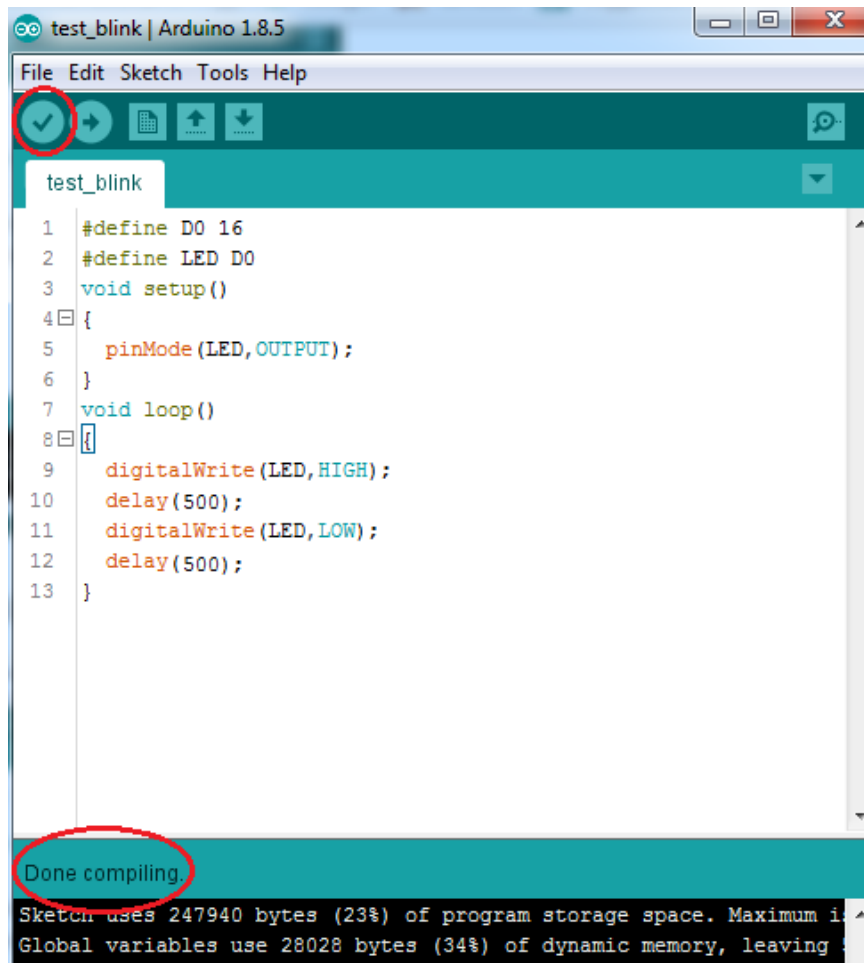 test_blink | Arduino 1.8.5
File Edit Sketch Tools Help
test_blink
1 #define D0 16
2 #define LED D0
3 void setup()
4 {
5 pinMode(LED,OUTPUT);
6 }
7 void loop()
8 {
9 digitalWrite(LED,HIGH);
10 delay(500);
11 digitalWrite(LED,LOW);
12 delay(500);
13 }
Done compiling.
Sketch uses 247940 bytes (23%) of program storage space. Maximum
Global variables use 28028 bytes (34%) of dynamic memory, leaving